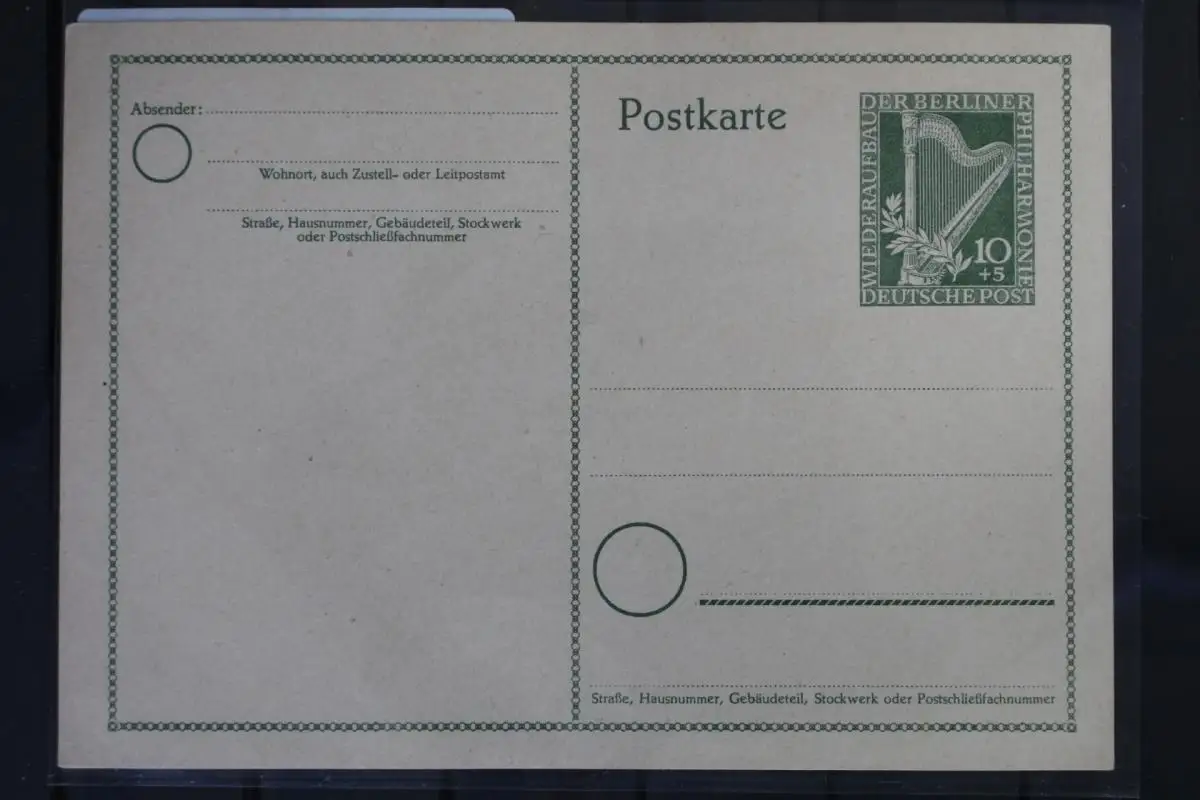 Absender:
Wohnort, auch Zustell- oder Leitpostamt
Straße, Hausnummer, Gebäudeteil, Stockwerk
oder Postschließfachnummer
Postkarte
WIEDERAUFBAU
DER BERLINER
PHILHARMONIE
10
+5
DEUTSCHE POST
Straße, Hausnummer, Gebäudeteil, Stockwerk oder Postschließfachnummer